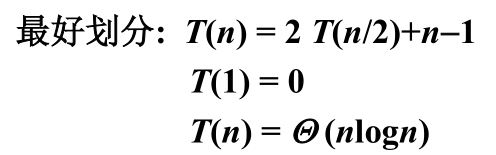 最好划分：T(n) = 2 T(n/2)+n–1
T(1) = 0
T(n) = Θ(nlogn)